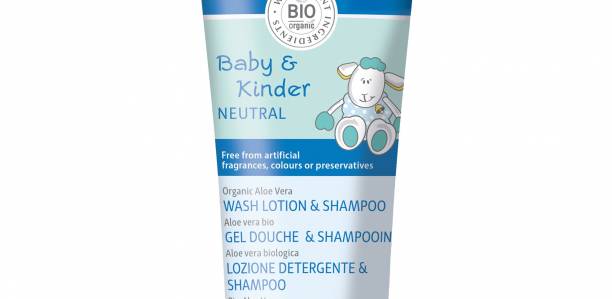 BIO
organic
INGREDIENTS
Baby &
Kinder
NEUTRAL
Free from artificial
fragrances, colours or preservatives
Organic Aloe Vera
WASH LOTION & SHAMPOO
Aloe vera bio
GEL DOUCHE & SHAMPOOIN
Aloe vera biologica
LOZIONE DETERGENTE &
SHAMPOO